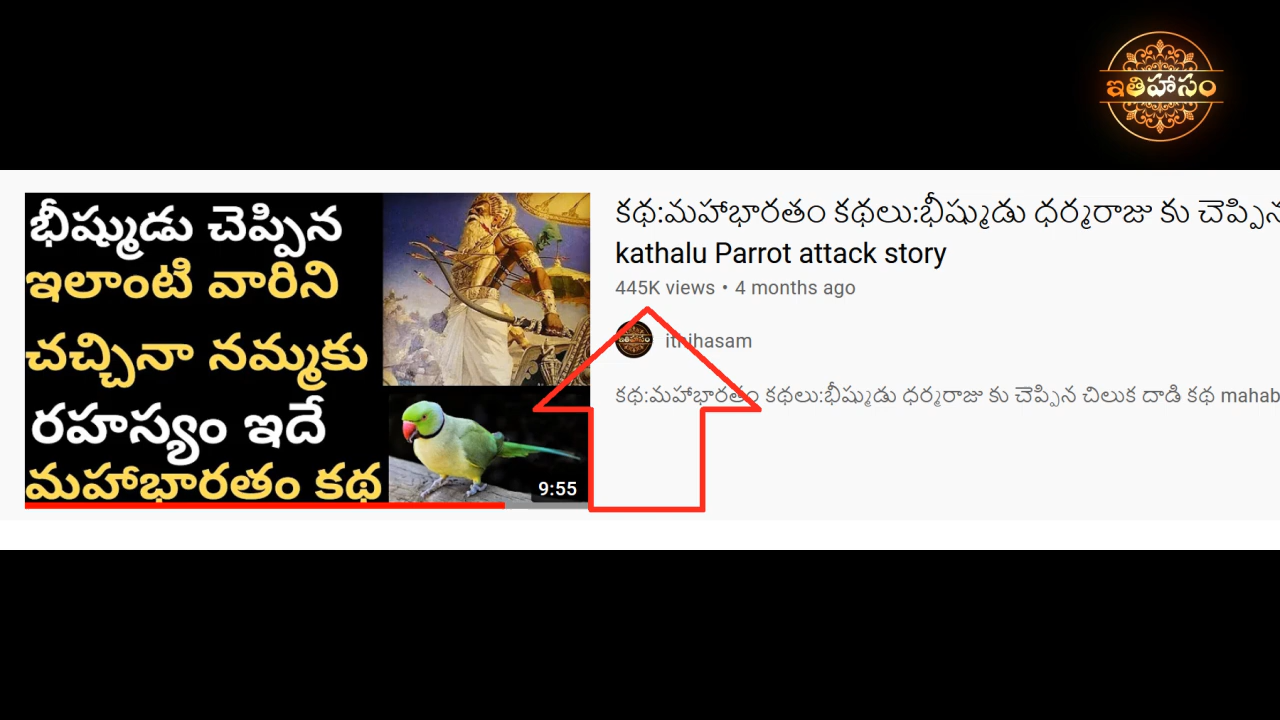 ఇతిహాసం
భీష్ముడు చెప్పిన
ఇలాంటి వారిని
చచ్చినా నమ్మకు
రహస్యం ఇదే
మహాభారతం కథ
9:55
కథ:మహాభారతం కథలు:భీష్ముడు ధర్మరాజు కు చెప్పిన
kathalu Parrot attack story
445K views • 4 months ago
ithihasam
కథ:మహాభారతం కథలు:భీష్ముడు ధర్మరాజు కు చెప్పిన చిలుక దాడి కథ mahab